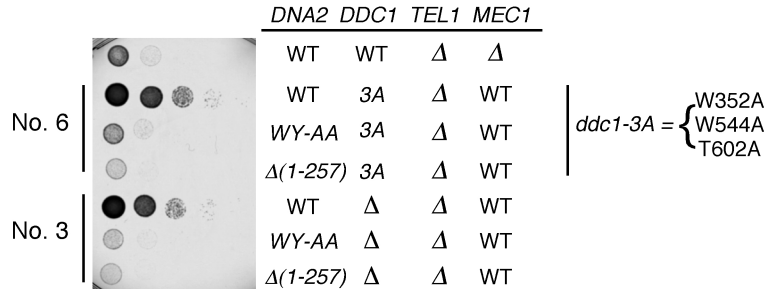 DNA2 DDC1 TEL1 MEC1
WT WT Δ Δ
WT 3A Δ WT
No. 6
WY-AA 3A Δ WT
Δ(1-257) 3A Δ WT
ddc1-3A = { W352A
W544A
T602A
WT Δ Δ WT
No. 3
WY-AA Δ Δ WT
Δ(1-257) Δ Δ WT